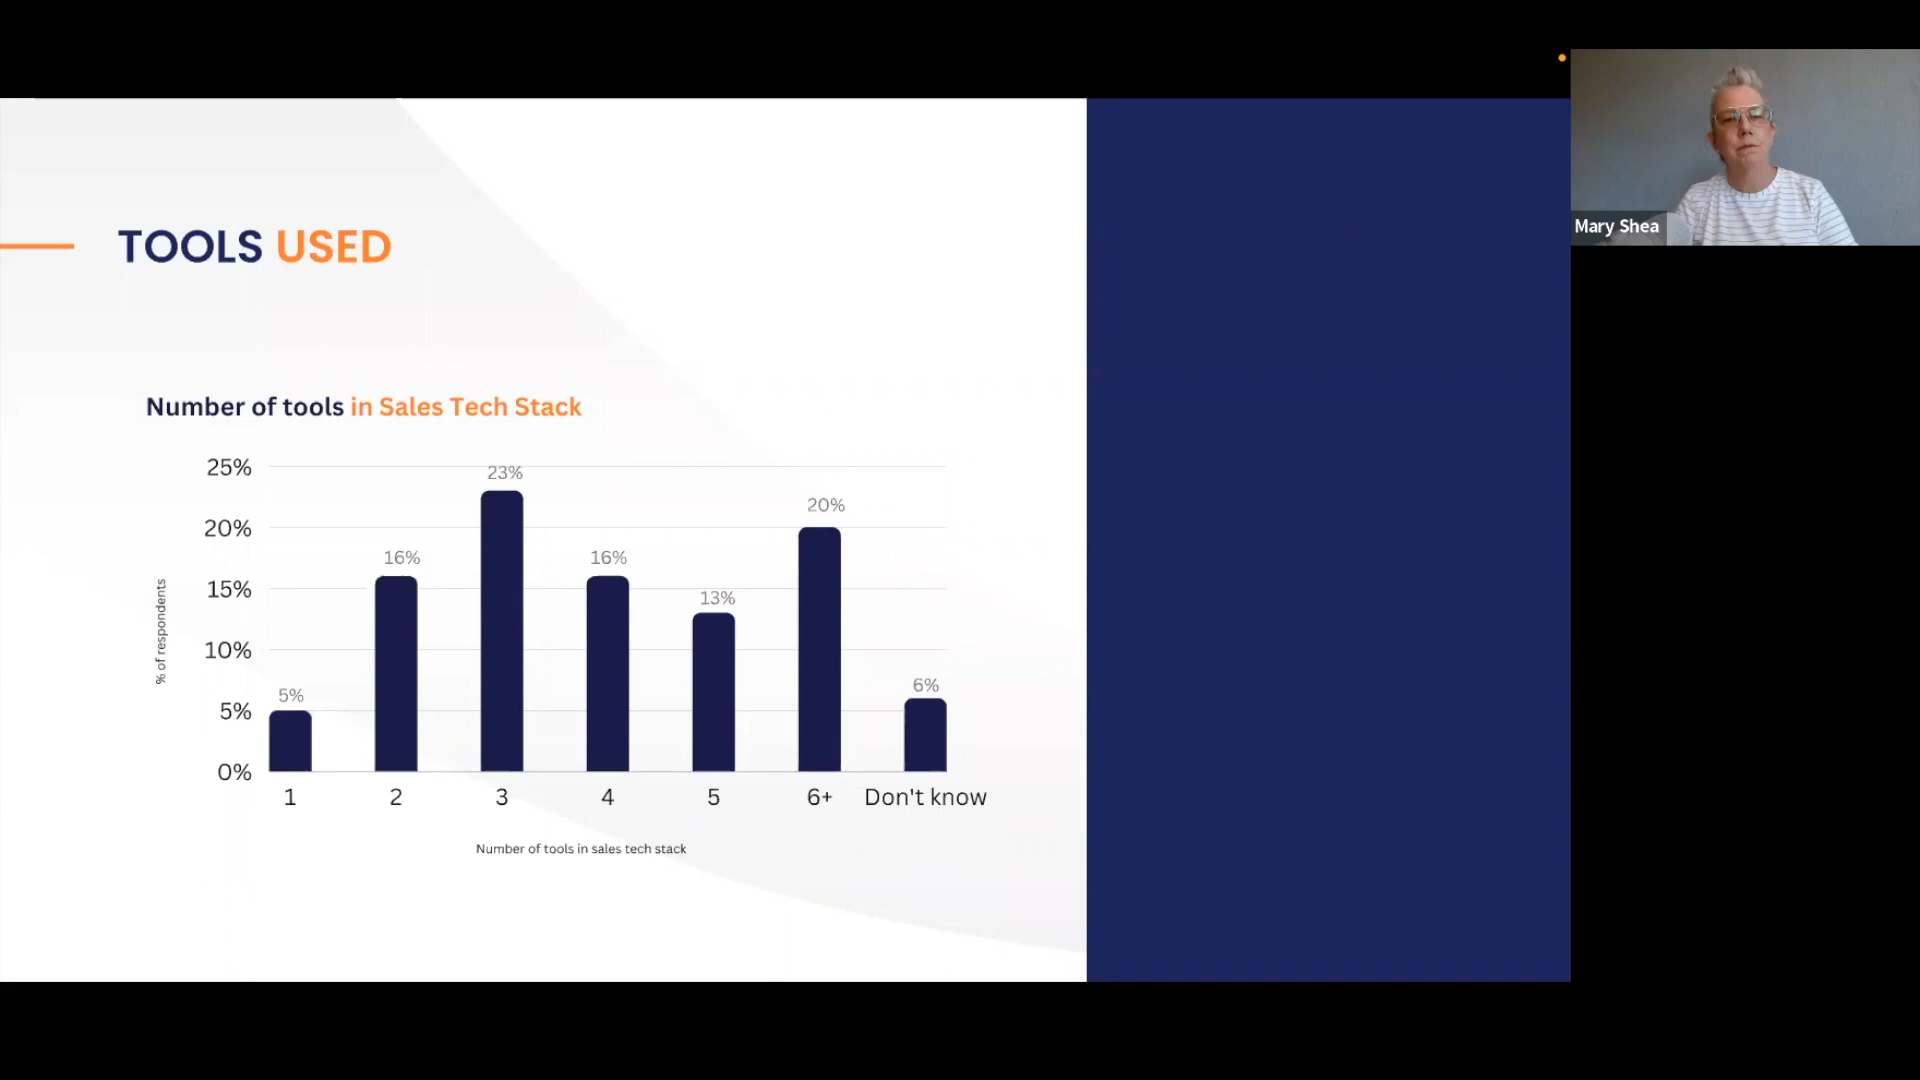 Mary Shea
TOOLS USED
Number of tools in Sales Tech Stack
25%
20%
15%
10%
5%
0%
% of respondents
5%
16%
23%
16%
13%
20%
6%
1 2 3 4 5 6+ Don't know
Number of tools in sales tech stack